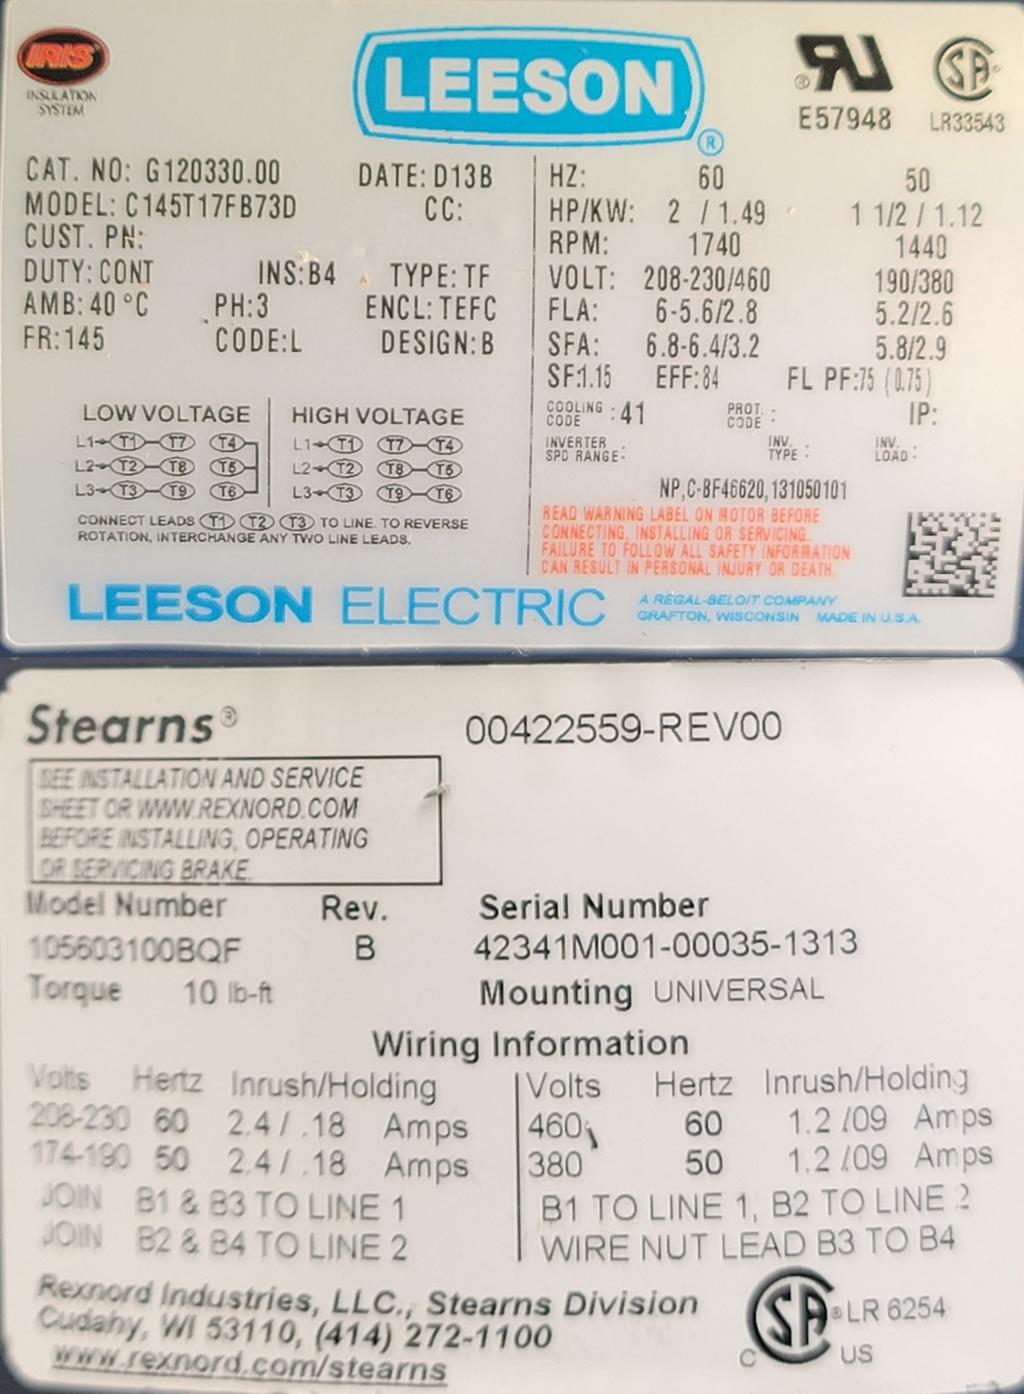 IRIS
INSULATION
SYSTEM
LEESON
®
®
E57948
LR33543
CAT. NO: G120330.00 DATE: D13B
MODEL: C145T17FB73D CC:
CUST. PN:
DUTY: CONT INS: B4 TYPE: TF
AMB: 40 °C PH: 3 ENCL: TEFC
FR: 145 CODE: L DESIGN: B
HZ: 60 50
HP/KW: 2 / 1.49 1 1/2 / 1.12
RPM: 1740 1440
VOLT: 208-230/460 190/380
FLA: 6-5.6/2.8 5.2/2.6
SFA: 6.8-6.4/3.2 5.8/2.9
SF:1.15 EFF:84 FL PF:75 (0.75)
COOLING CODE : 41 PROT. CODE : IP:
INVERTER SPD RANGE: INV. TYPE : INV. LOAD :
NP,C-BF46620,131050101
LOW VOLTAGE
L1 T1 T7 T4
L2 T2 T8 T5
L3 T3 T9 T6
HIGH VOLTAGE
L1 T1 T7 T4
L2 T2 T8 T5
L3 T3 T9 T6
CONNECT LEADS T1 T2 T3 TO LINE. TO REVERSE
ROTATION, INTERCHANGE ANY TWO LINE LEADS.
READ WARNING LABEL ON MOTOR BEFORE
CONNECTING, INSTALLING OR SERVICING.
FAILURE TO FOLLOW ALL SAFETY INFORMATION
CAN RESULT IN PERSONAL INJURY OR DEATH.
LEESON ELECTRIC
A REGAL-BELOIT COMPANY
GRAFTON, WISCONSIN MADE IN U.S.A.
Stearns® 00422559-REV00
SEE INSTALLATION AND SERVICE
SHEET OR WWW.REXNORD.COM
BEFORE INSTALLING, OPERATING
OR SERVICING BRAKE.
Model Number Rev. Serial Number
105603100BQF B 42341M001-00035-1313
Torque 10 lb-ft Mounting UNIVERSAL
Wiring Information
Volts Hertz Inrush/Holding
208-230 60 2.4 / .18 Amps
174-190 50 2.4 / .18 Amps
JOIN B1 & B3 TO LINE 1
JOIN B2 & B4 TO LINE 2
Volts Hertz Inrush/Holding
460 60 1.2 /.09 Amps
380 50 1.2 /.09 Amps
B1 TO LINE 1, B2 TO LINE 2
WIRE NUT LEAD B3 TO B4
Rexnord Industries, LLC., Stearns Division
Cudahy, WI 53110, (414) 272-1100
www.rexnord.com/stearns
C SA ® US
LR 6254